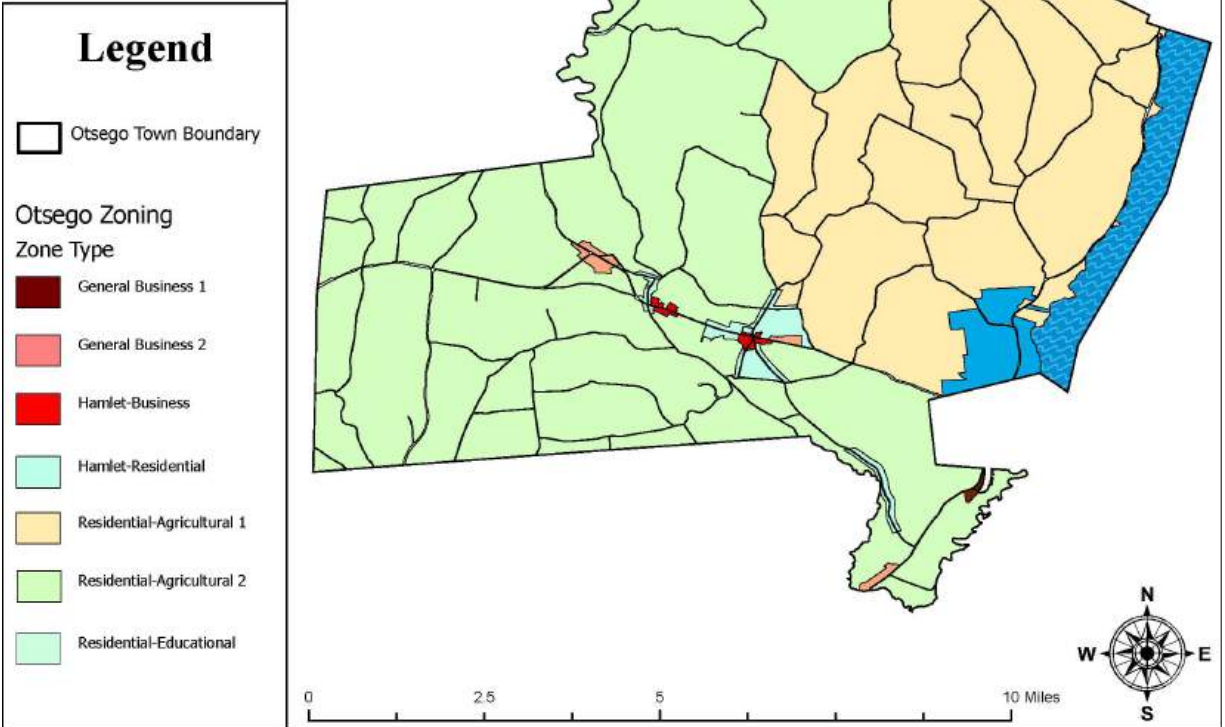 Legend
Otsego Town Boundary
Otsego Zoning
Zone Type
General Business 1
General Business 2
Hamlet-Business
Hamlet-Residential
Residential-Agricultural 1
Residential-Agricultural 2
Residential-Educational
N
W E
S
0 2.5 5 10 Miles